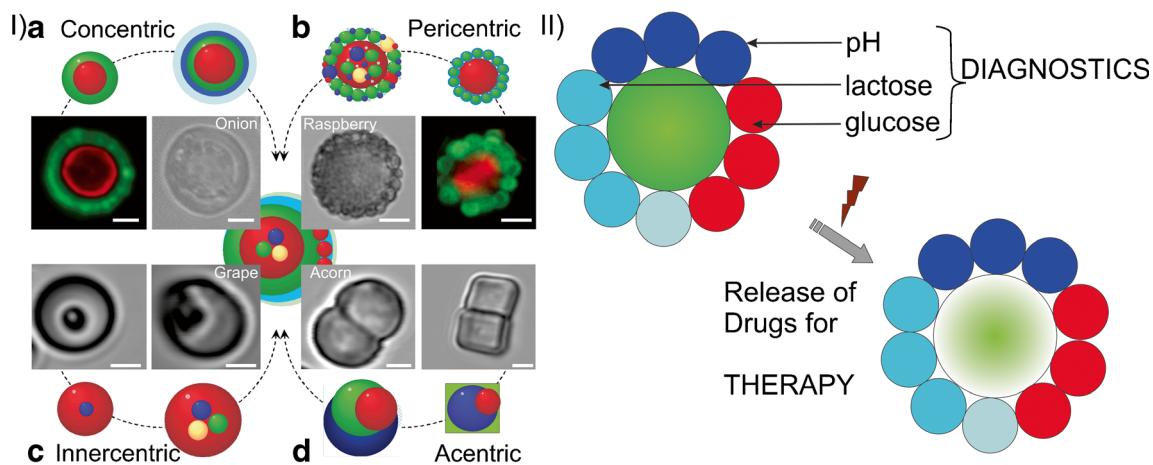 I)
a
Concentric
b
Pericentric
Onion
Raspberry
Grape
Acorn
c
Innercentric
d
Acentric
II)
pH
lactose
glucose
DIAGNOSTICS
Release of
Drugs for
THERAPY